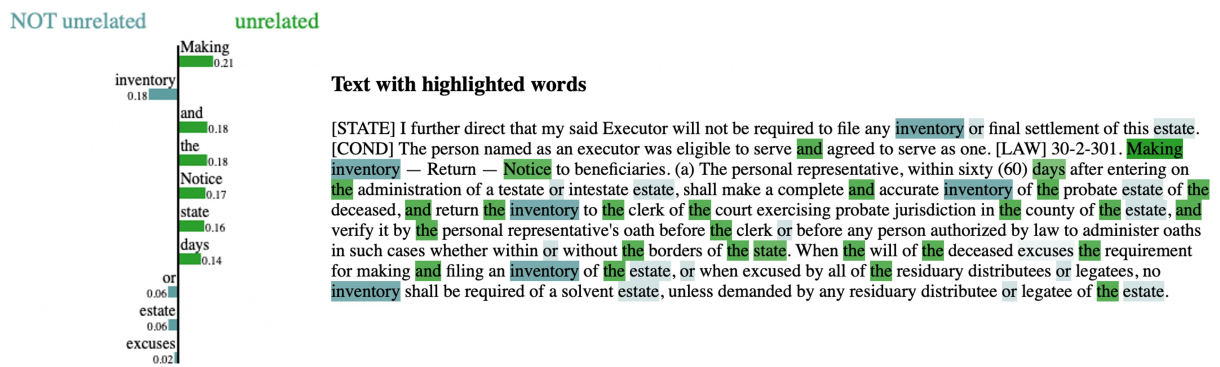 NOT unrelated
unrelated
Making
0.21
inventory
0.18
and
0.18
the
0.18
Notice
0.17
state
0.16
days
0.14
or
0.06
estate
0.06
excuses
0.02
Text with highlighted words
[STATE] I further direct that my said Executor will not be required to file any inventory or final settlement of this estate.
[COND] The person named as an executor was eligible to serve and agreed to serve as one. [LAW] 30-2-301. Making
inventory — Return — Notice to beneficiaries. (a) The personal representative, within sixty (60) days after entering on
the administration of a testate or intestate estate, shall make a complete and accurate inventory of the probate estate of the
deceased, and return the inventory to the clerk of the court exercising probate jurisdiction in the county of the estate, and
verify it by the personal representative's oath before the clerk or before any person authorized by law to administer oaths
in such cases whether within or without the borders of the state. When the will of the deceased excuses the requirement
for making and filing an inventory of the estate, or when excused by all of the residuary distributees or legatees, no
inventory shall be required of a solvent estate, unless demanded by any residuary distributee or legatee of the estate.